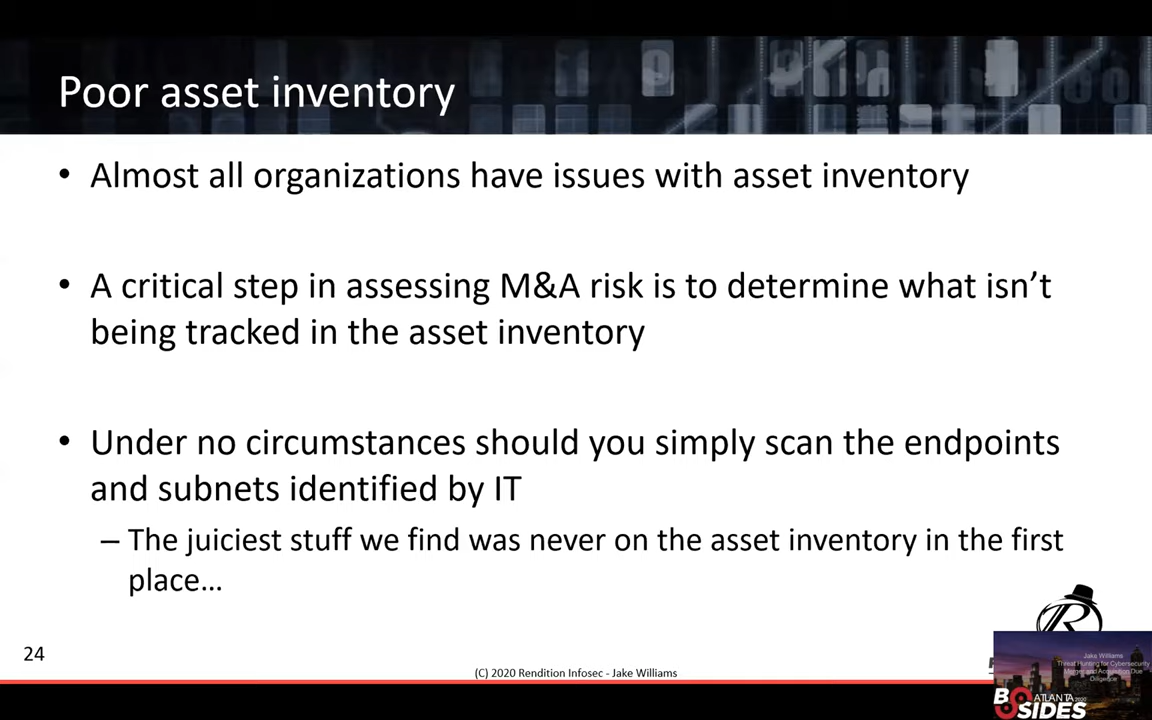 Poor asset inventory
• Almost all organizations have issues with asset inventory
• A critical step in assessing M&A risk is to determine what isn't
being tracked in the asset inventory
• Under no circumstances should you simply scan the endpoints
and subnets identified by IT
– The juiciest stuff we find was never on the asset inventory in the first
place…
R
24
(C) 2020 Rendition Infosec - Jake Williams
Jake Williams
Threat Hunting for Cybersecurity
Merger and Acquisition Due
Diligence
BSIDES
ATLANTA 2020